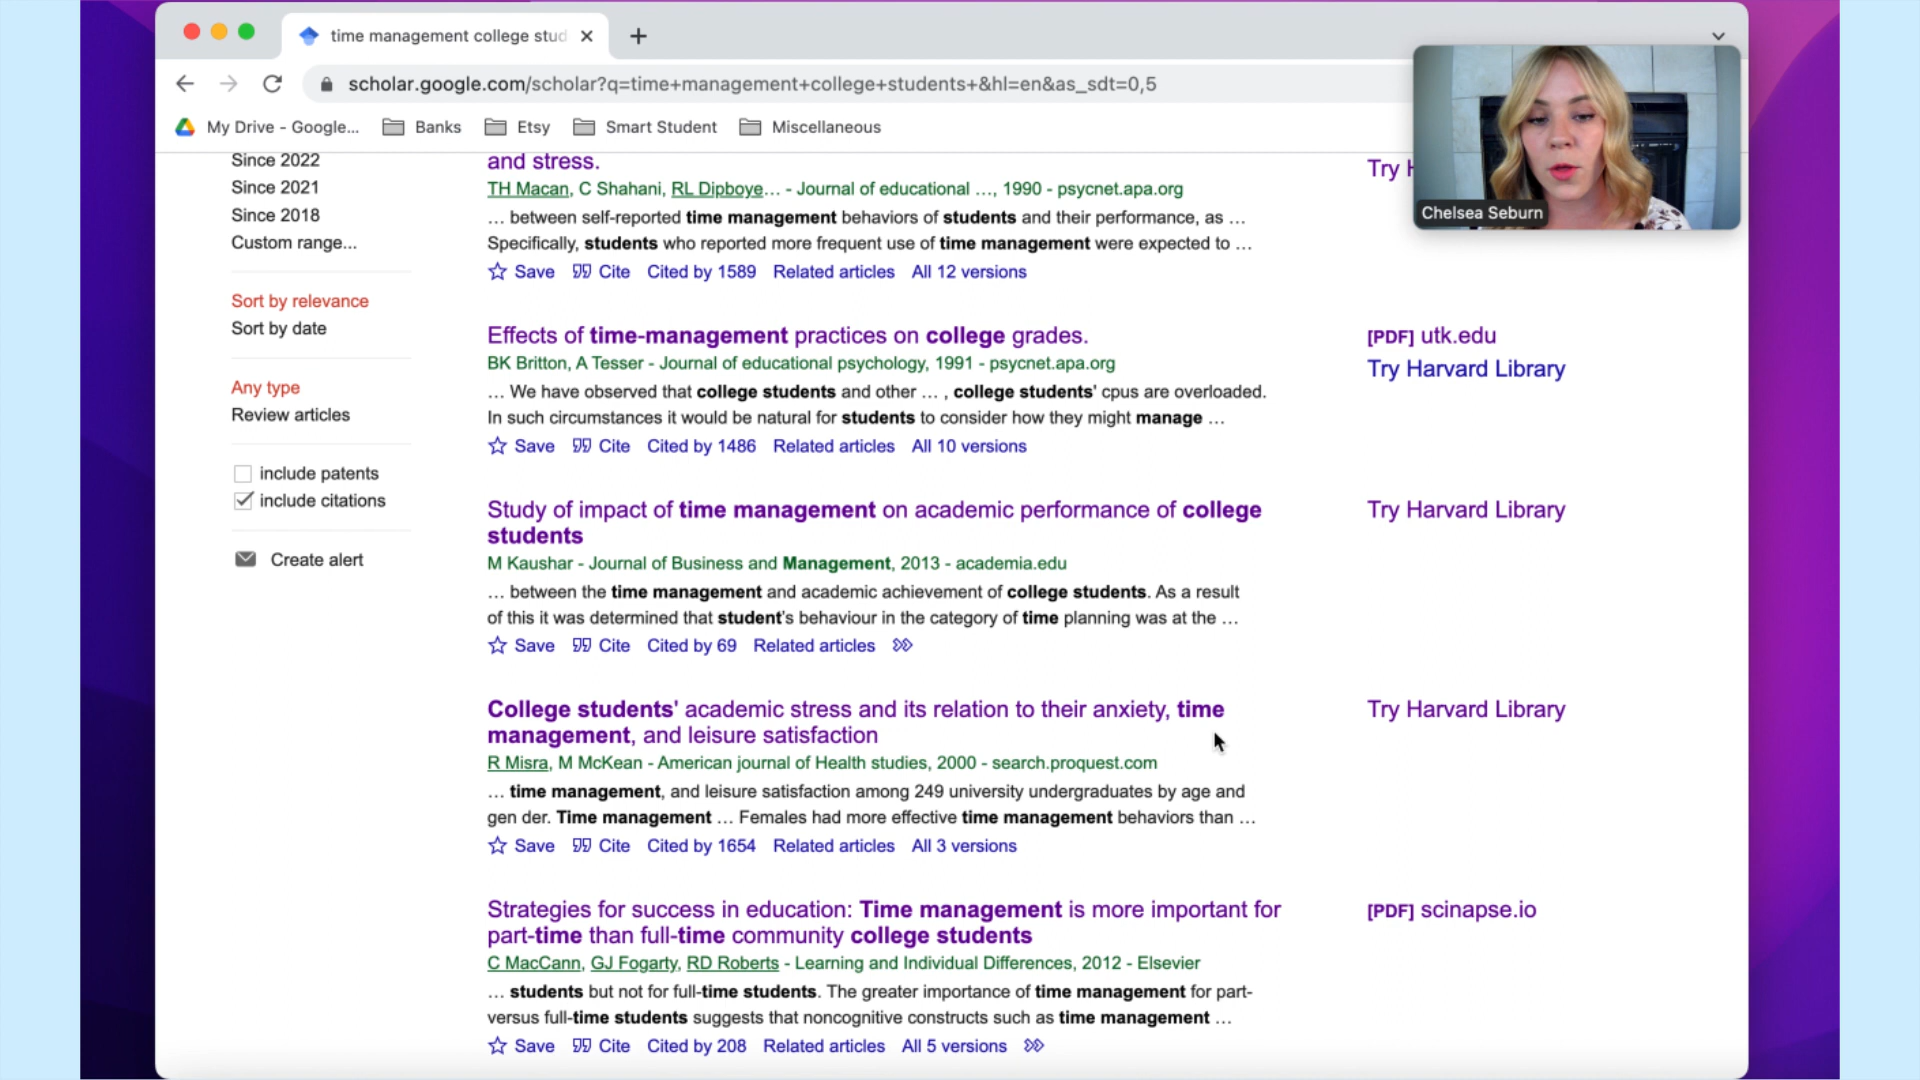 time management college stud
scholar.google.com/scholar?q=time+management+college+students+&hl=en&as_sdt=0,5
My Drive - Google...
Banks
Etsy
Smart Student
Miscellaneous
Chelsea Seburn
Since 2022
Since 2021
Since 2018
Custom range...
Sort by relevance
Sort by date
Any type
Review articles
include patents
include citations
Create alert
and stress.
TH Macan, C Shahani, RL Dipboye… - Journal of educational …, 1990 - psycnet.apa.org
… between self-reported time management behaviors of students and their performance, as …
Specifically, students who reported more frequent use of time management were expected to …
Save Cite Cited by 1589 Related articles All 12 versions
Try
Effects of time-management practices on college grades.
BK Britton, A Tesser - Journal of educational psychology, 1991 - psycnet.apa.org
… We have observed that college students and other … , college students' cpus are overloaded.
In such circumstances it would be natural for students to consider how they might manage …
Save Cite Cited by 1486 Related articles All 10 versions
[PDF] utk.edu
Try Harvard Library
Study of impact of time management on academic performance of college
students
M Kaushar - Journal of Business and Management, 2013 - academia.edu
… between the time management and academic achievement of college students. As a result
of this it was determined that student's behaviour in the category of time planning was at the …
Save Cite Cited by 69 Related articles
Try Harvard Library
College students' academic stress and its relation to their anxiety, time
management, and leisure satisfaction
R Misra, M McKean - American journal of Health studies, 2000 - search.proquest.com
… time management, and leisure satisfaction among 249 university undergraduates by age and
gen der. Time management … Females had more effective time management behaviors than …
Save Cite Cited by 1654 Related articles All 3 versions
Try Harvard Library
Strategies for success in education: Time management is more important for
part-time than full-time community college students
C MacCann, GJ Fogarty, RD Roberts - Learning and Individual Differences, 2012 - Elsevier
… students but not for full-time students. The greater importance of time management for part-
versus full-time students suggests that noncognitive constructs such as time management …
Save Cite Cited by 208 Related articles All 5 versions
[PDF] scinapse.io